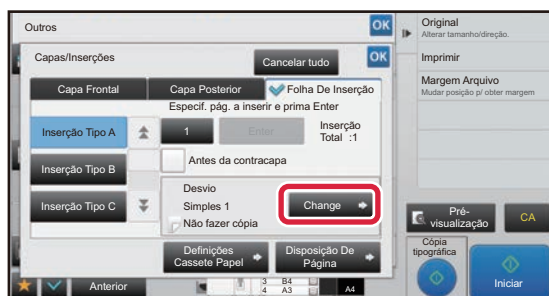 Outros
OK
Original
Alterar tamanho/direção.
Capas/Inserções
Cancelar tudo
OK
Imprimir
Capa Frontal
Capa Posterior
Folha De Inserção
Margem Arquivo
Mudar posição p/ obter margem
Especif. pág. a inserir e prima Enter
Inserção Tipo A
1
Enter
Inserção
Total :1
Inserção Tipo B
Antes da contracapa
Inserção Tipo C
Desvio
Simples 1
Change
Não fazer cópia
Pré-
visualização
CA
Definições
Cassete Papel
Disposição De
Página
Cópia
tipográfica
Anterior
3 B4
4 A3
A4
Iniciar